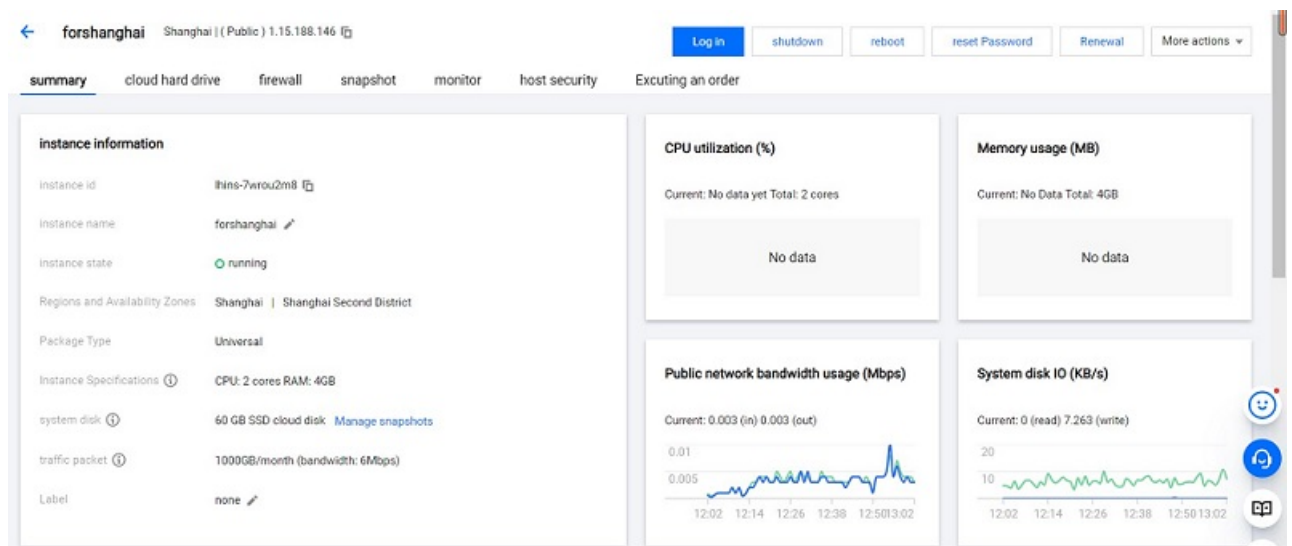 forshanghai Shanghai | ( Public ) 1.15.188.146
Log in shutdown reboot reset Password Renewal More actions
summary cloud hard drive firewall snapshot monitor host security Excuting an order
instance information
instance id lhins-7wrou2m8
instance name forshanghai
instance state running
Regions and Availability Zones Shanghai | Shanghai Second District
Package Type Universal
Instance Specifications CPU: 2 cores RAM: 4GB
system disk 60 GB SSD cloud disk Manage snapshots
traffic packet 1000GB/month (bandwidth: 6Mbps)
Label none
CPU utilization (%)
Current: No data yet Total: 2 cores
No data
Memory usage (MB)
Current: No Data Total: 4GB
No data
Public network bandwidth usage (Mbps)
Current: 0.003 (in) 0.003 (out)
0.01
0.005
12:02 12:14 12:26 12:38 12:50 13:02
System disk IO (KB/s)
Current: 0 (read) 7.263 (write)
20
10
12:02 12:14 12:26 12:38 12:50 13:02